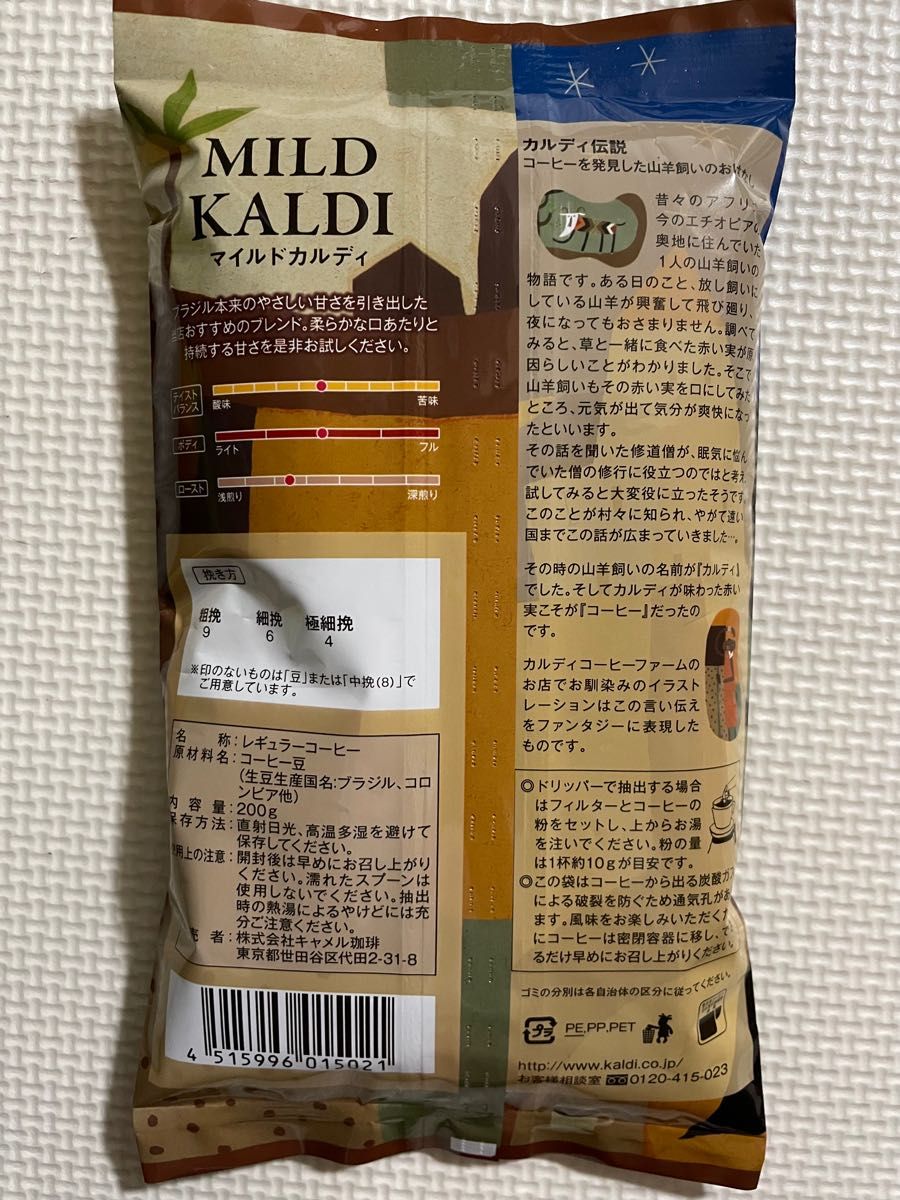 MILD
KALDI
マイルドカルディ
ブラジル本来のやさしい甘さを引き出した
当店おすすめのブレンド。柔らかな口あたりと
持続する甘さを是非お試しください。
テイスト
バランス
酸味
苦味
ボディ
ライト
フル
ロースト
浅煎り
深煎り
挽き方
粗挽 細挽 極細挽
9 6 4
※印のないものは「豆」または「中挽(8)」で
ご用意しています。
名 称：レギュラーコーヒー
原材料名：コーヒー豆
(生豆生産国名:ブラジル、コロ
ンビア他)
内容量：200g
保存方法：直射日光、高温多湿を避けて
保存してください。
使用上の注意：開封後は早めにお召し上がり
ください。濡れたスプーンは
使用しないでください。抽出
時の熱湯によるやけどには充
分ご注意ください。
売者：株式会社キャメル珈琲
東京都世田谷区代田2-31-8
4 515996 015021
カルディ伝説
コーヒーを発見した山羊飼いのおはなし
昔々のアフリカ
今のエチオピアの
奥地に住んでいた
1人の山羊飼いの
物語です。ある日のこと、放し飼いに
している山羊が興奮して飛び廻り、
夜になってもおさまりません。調べて
みると、草と一緒に食べた赤い実が原
因らしいことがわかりました。そこで
山羊飼いもその赤い実を口にしてみた
ところ、元気が出て気分が爽快になっ
たといいます。
その話を聞いた修道僧が、眠気に悩ん
でいた僧の修行に役立つのではと考え
試してみると大変役に立ったそうです。
このことが村々に知られ、やがて遠い
国までこの話が広まっていきました…。
その時の山羊飼いの名前が『カルディ』
でした。そしてカルディが味わった赤い
実こそが『コーヒー』だったの
です。
カルディコーヒーファームの
お店でお馴染みのイラスト
レーションはこの言い伝え
をファンタジーに表現した
ものです。
◎ドリッパーで抽出する場合
はフィルターとコーヒーの
粉をセットし、上からお湯
を注いでください。粉の量
は1杯約10gが目安です。
◎この袋はコーヒーから出る炭酸ガス
による破裂を防ぐため通気孔があ
ます。風味をお楽しみいただくた
にコーヒーは密閉容器に移し、で
るだけ早めにお召し上がりください。
ゴミの分別は各自治体の区分に従ってください。
プラ
PE,PP,PET
http://www.kaldi.co.jp/
お客様相談室 0120-415-023